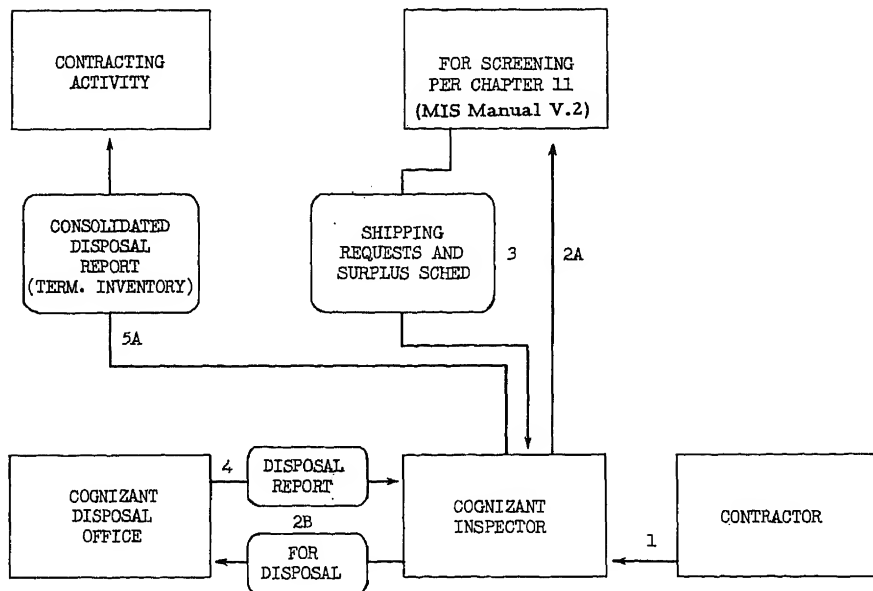 CONTRACTING
ACTIVITY
FOR SCREENING
PER CHAPTER 11
(MIS Manual V.2)
CONSOLIDATED
DISPOSAL
REPORT
(TERM. INVENTORY)
SHIPPING
REQUESTS AND
SURPLUS SCHED
3
2A
5A
4
DISPOSAL
REPORT
COGNIZANT
DISPOSAL
OFFICE
2B
FOR
DISPOSAL
COGNIZANT
INSPECTOR
1
CONTRACTOR